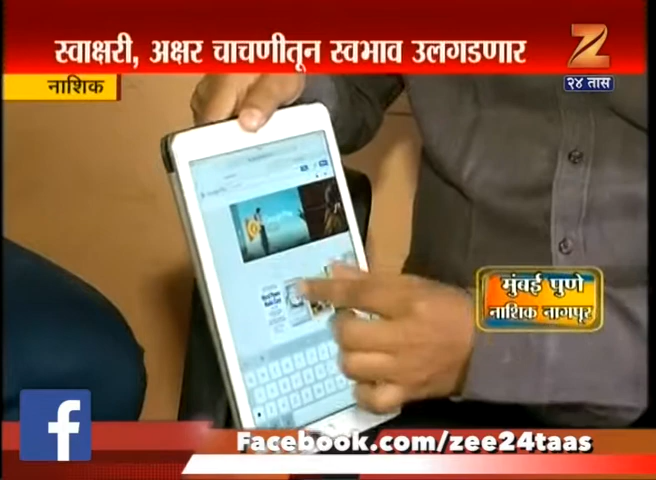 स्वाक्षरी, अक्षर चाचणीतून स्वभाव उलगडणार
२४ तास
नाशिक
मुंबई पुणे
नाशिक नागपूर
Facebook.com/zee24taas